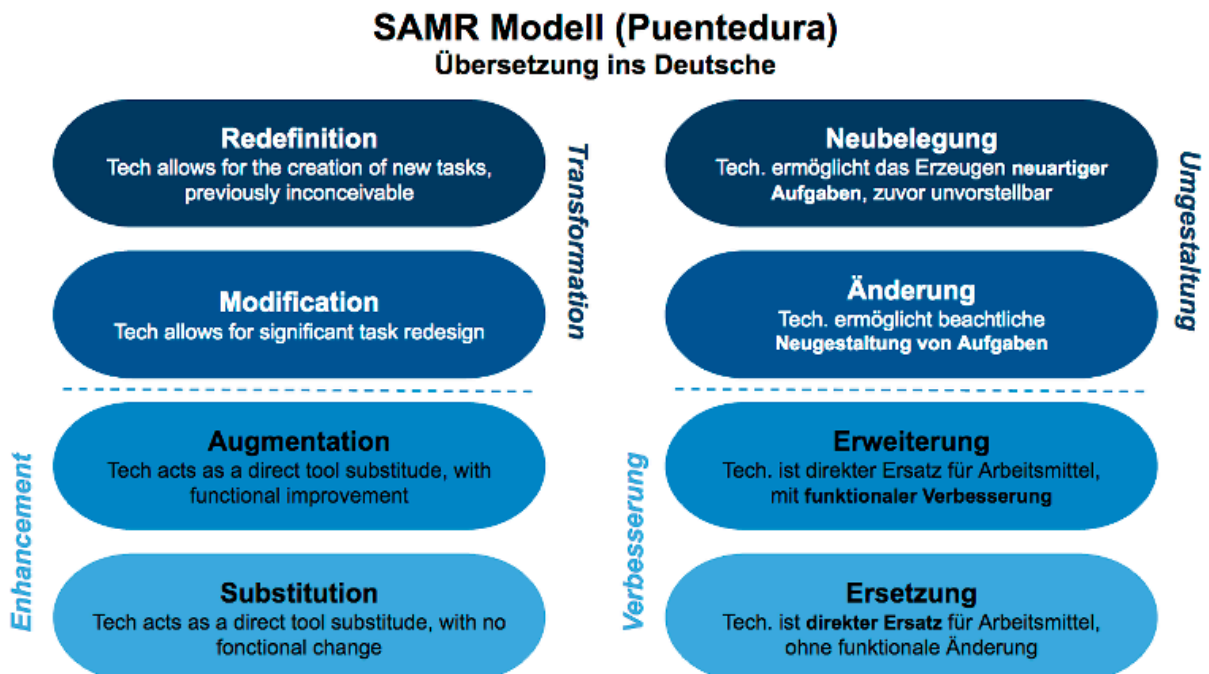 SAMR Modell (Puentedura)
Übersetzung ins Deutsche
Redefinition
Tech allows for the creation of new tasks,
previously inconceivable
Modification
Tech allows for significant task redesign
Transformation
Augmentation
Tech acts as a direct tool substitude, with
functional improvement
Substitution
Tech acts as a direct tool substitude, with no
fonctional change
Enhancement
Neubelegung
Tech. ermöglicht das Erzeugen neuartiger
Aufgaben, zuvor unvorstellbar
Änderung
Tech. ermöglicht beachtliche
Neugestaltung von Aufgaben
Umgestaltung
Erweiterung
Tech. ist direkter Ersatz für Arbeitsmittel,
mit funktionaler Verbesserung
Ersetzung
Tech. ist direkter Ersatz für Arbeitsmittel,
ohne funktionale Änderung
Verbesserung